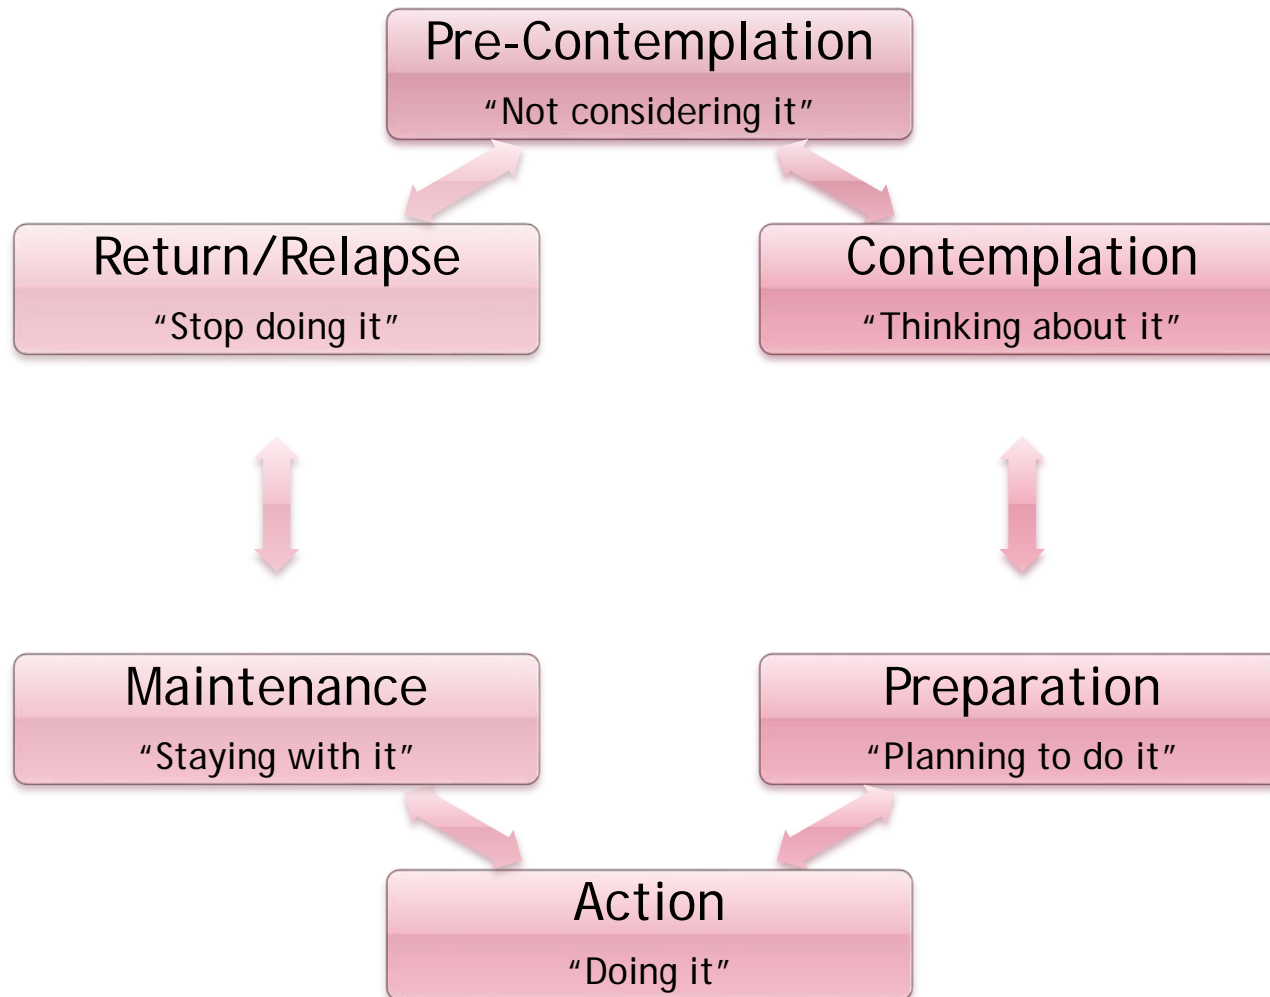 Pre-Contemplation
“Not considering it”
Return/Relapse
“Stop doing it”
Contemplation
“Thinking about it”
Maintenance
“Staying with it”
Preparation
“Planning to do it”
Action
“Doing it”